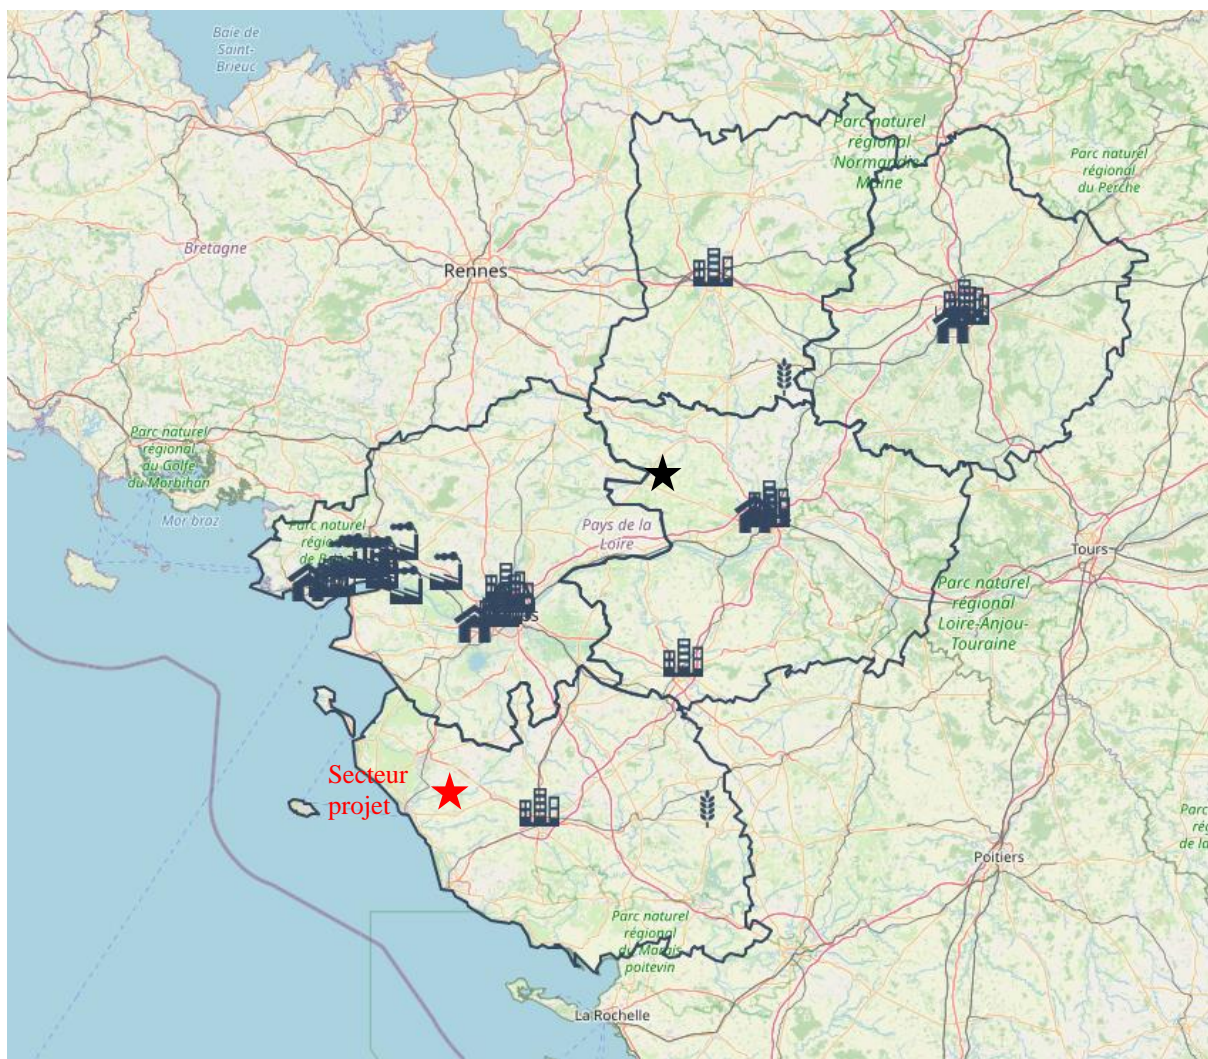 Baie de
Saint-
Brieuc
Parc naturel
régional
Normandie-
Maine
Parc naturel
régional
du Perche
Bretagne
Rennes
Parc naturel
régional
du Golfe
du Morbihan
Mor braz
Parc naturel
Pays de la
Loire
Tours
Parc naturel
régional
Loire-Anjou-
Touraine
Secteur
projet
Poitiers
Parc naturel
régional
du Marais
poitevin
La Rochelle